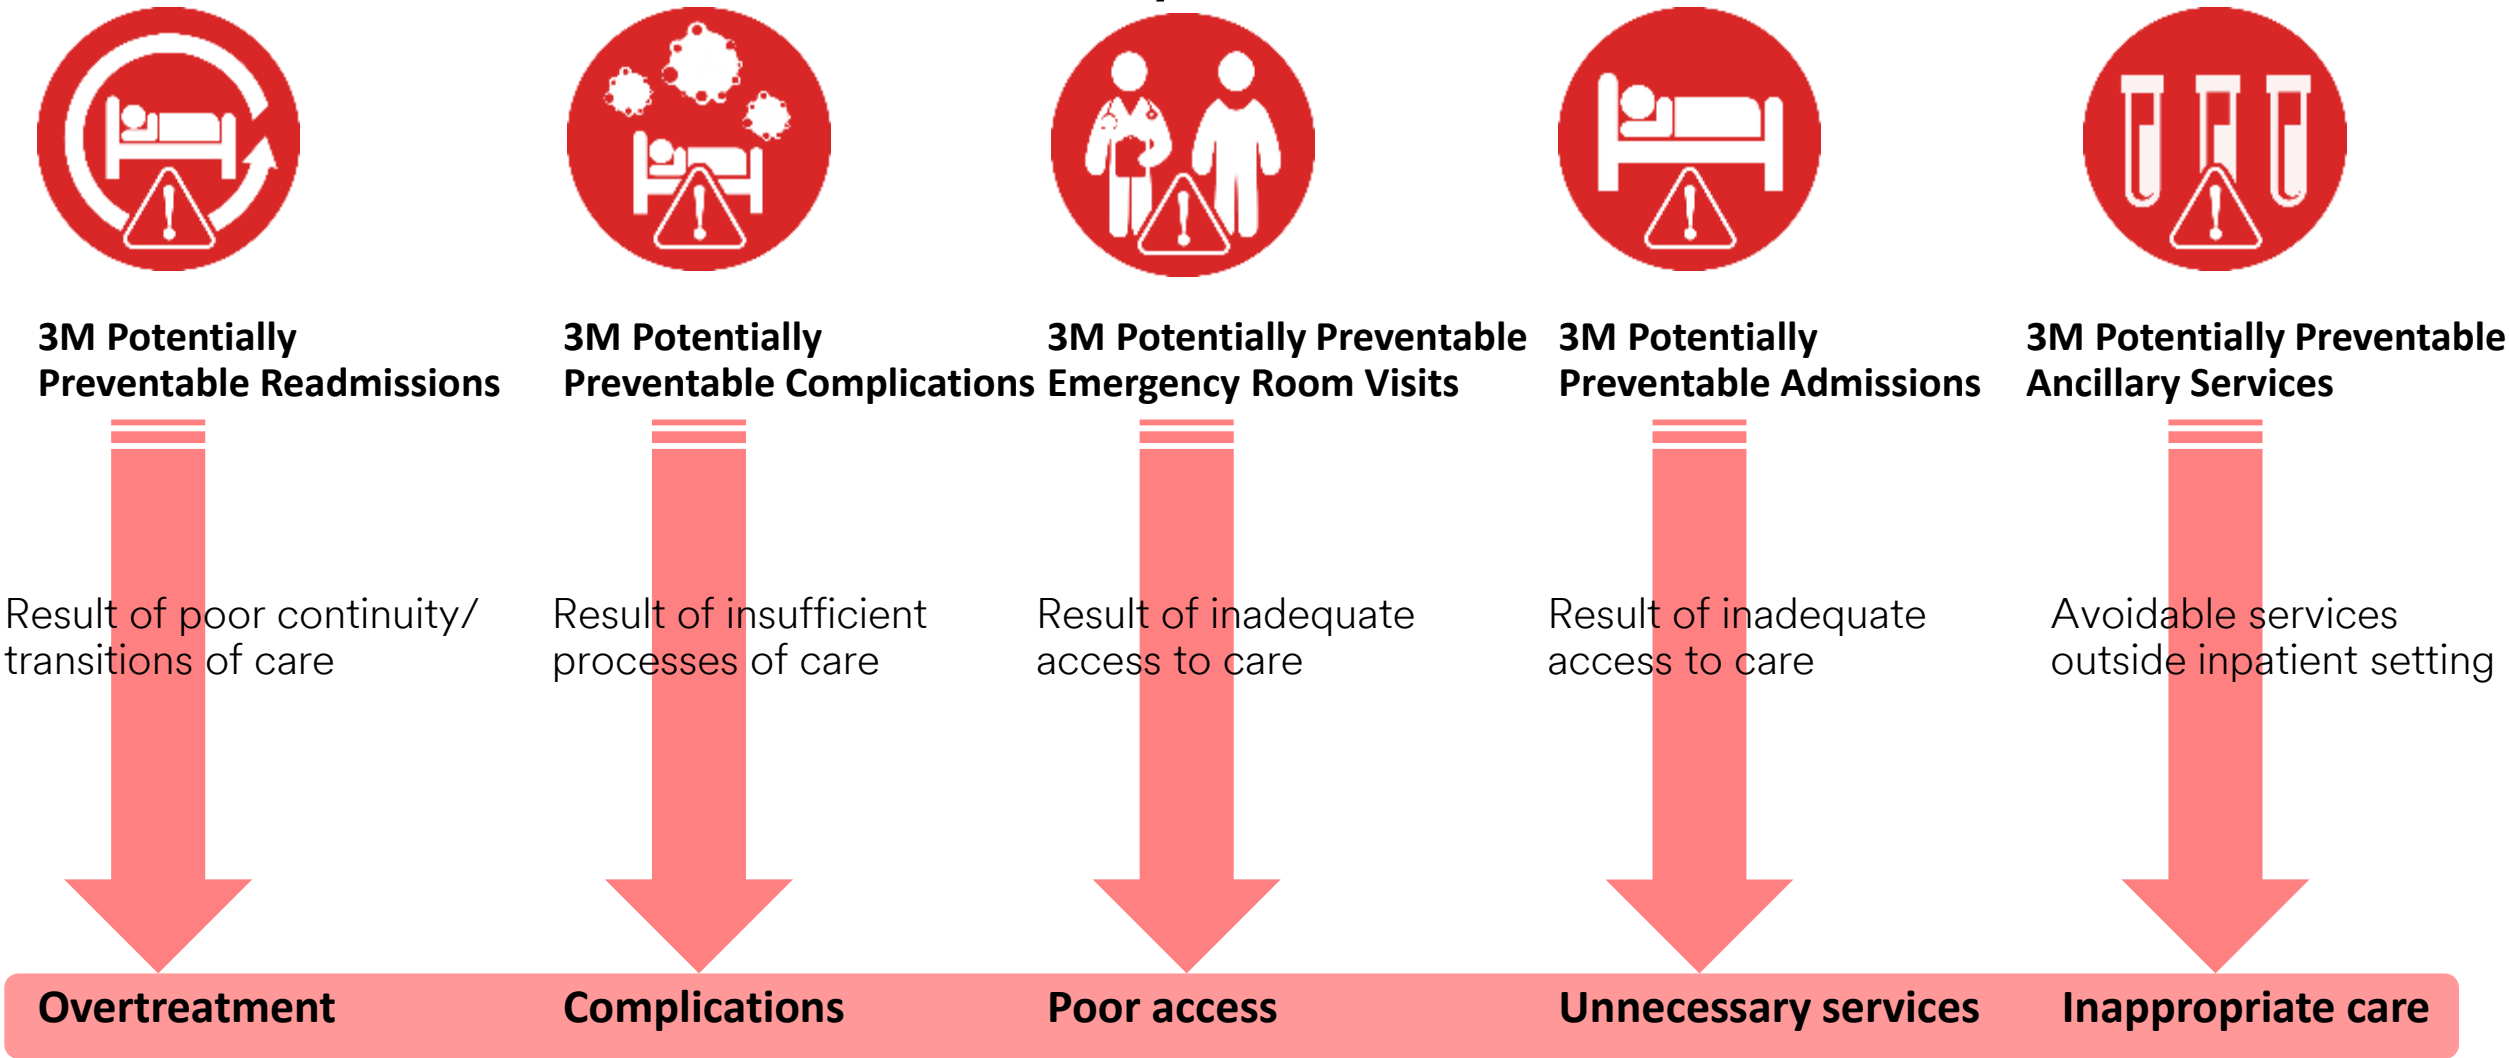 3M Potentially
Preventable Readmissions
3M Potentially
Preventable Complications
3M Potentially Preventable
Emergency Room Visits
3M Potentially
Preventable Admissions
3M Potentially Preventable
Ancillary Services
Result of poor continuity/
transitions of care
Result of insufficient
processes of care
Result of inadequate
access to care
Result of inadequate
access to care
Avoidable services
outside inpatient setting
Overtreatment
Complications
Poor access
Unnecessary services
Inappropriate care